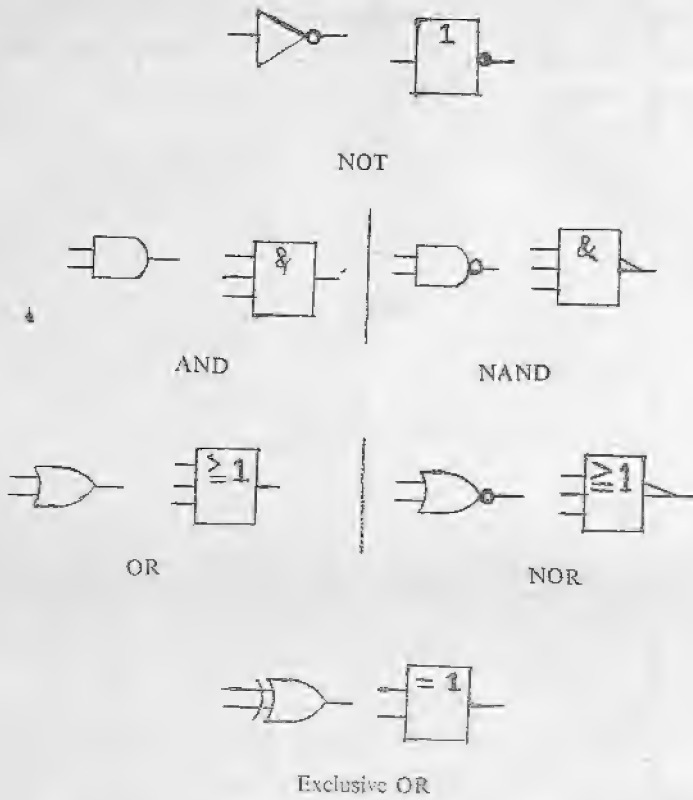 1
NOT
& &
AND NAND
≥1 ≥1
OR NOR
=1
Exclusive OR